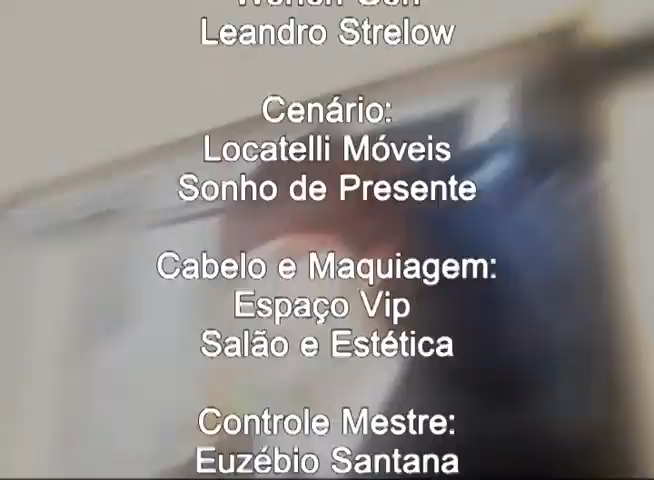 Leandro Strelow
Cenário:
Locatelli Móveis
Sonho de Presente
Cabelo e Maquiagem:
Espaço Vip
Salão e Estética
Controle Mestre:
Euzébio Santana